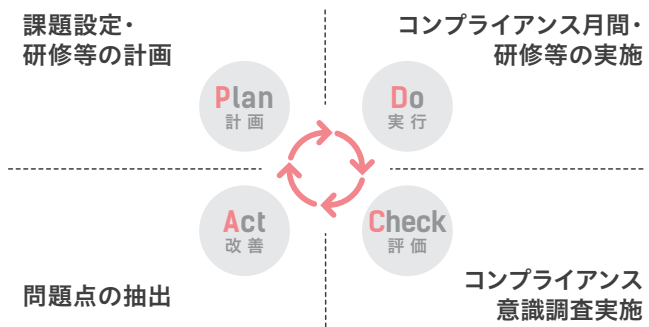 課題設定・
研修等の計画
Plan
計画
コンプライアンス月間・
研修等の実施
Do
実行
Act
改善
問題点の抽出
Check
評価
コンプライアンス
意識調査実施